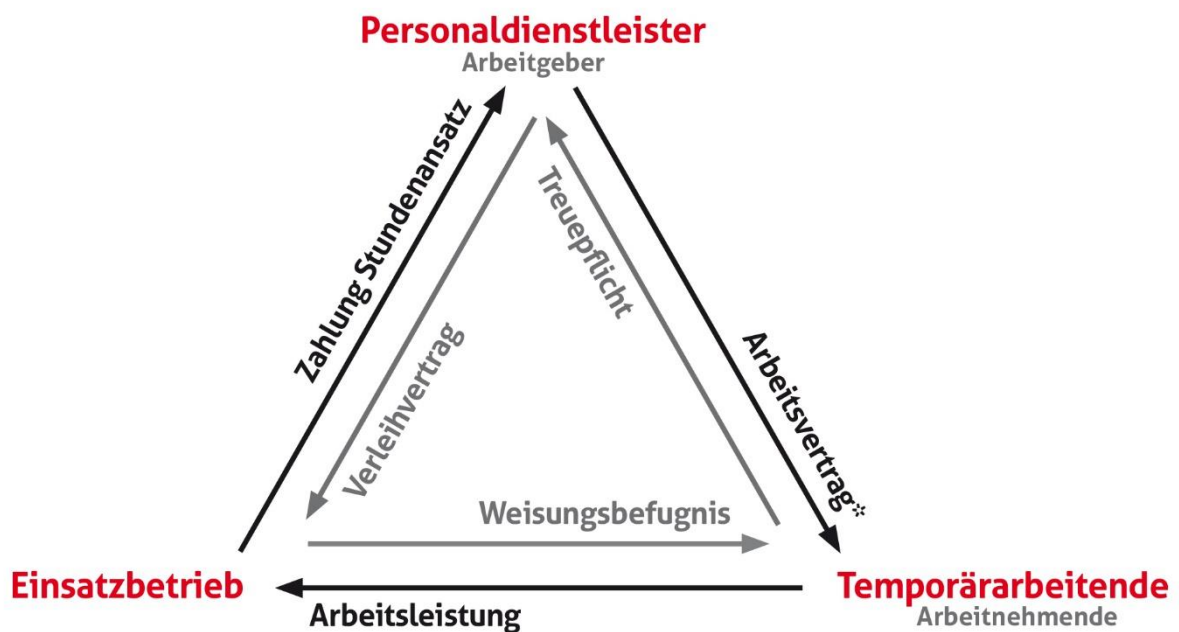 Personaldienstleister
Arbeitgeber
Zahlung Stundenansatz
Verleihvertrag
Treuepflicht
Arbeitsvertrag*
Weisungsbefugnis
Einsatzbetrieb
Arbeitsleistung
Temporärarbeitende
Arbeitnehmende